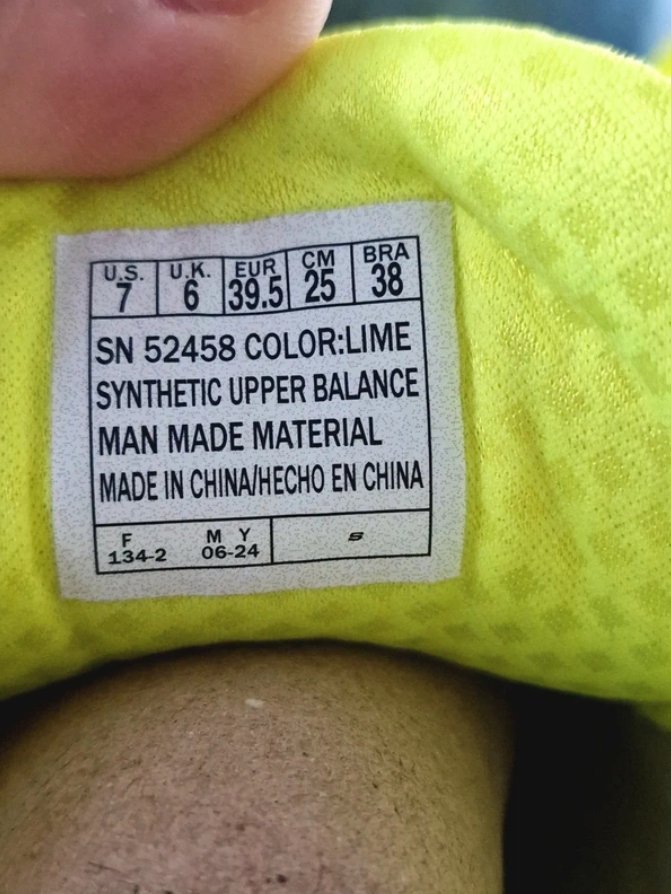 U.S. U.K. EUR CM BRA
7 6 39.5 25 38
SN 52458 COLOR:LIME
SYNTHETIC UPPER BALANCE
MAN MADE MATERIAL
MADE IN CHINA/HECHO EN CHINA
F M Y
134-2 06-24